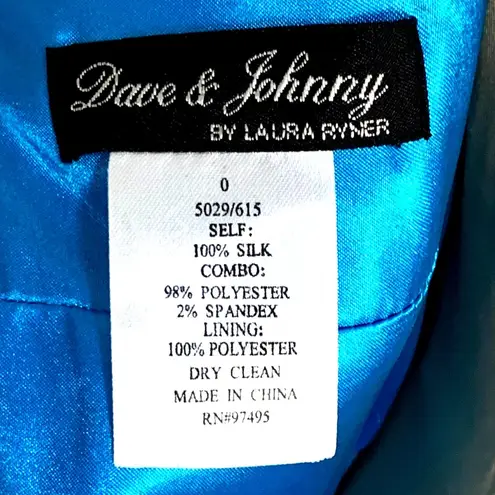 Dave & Johnny
BY LAURA RYNER
0
5029/615
SELF:
100% SILK
COMBO:
98% POLYESTER
2% SPANDEX
LINING:
100% POLYESTER
DRY CLEAN
MADE IN CHINA
RN#97495